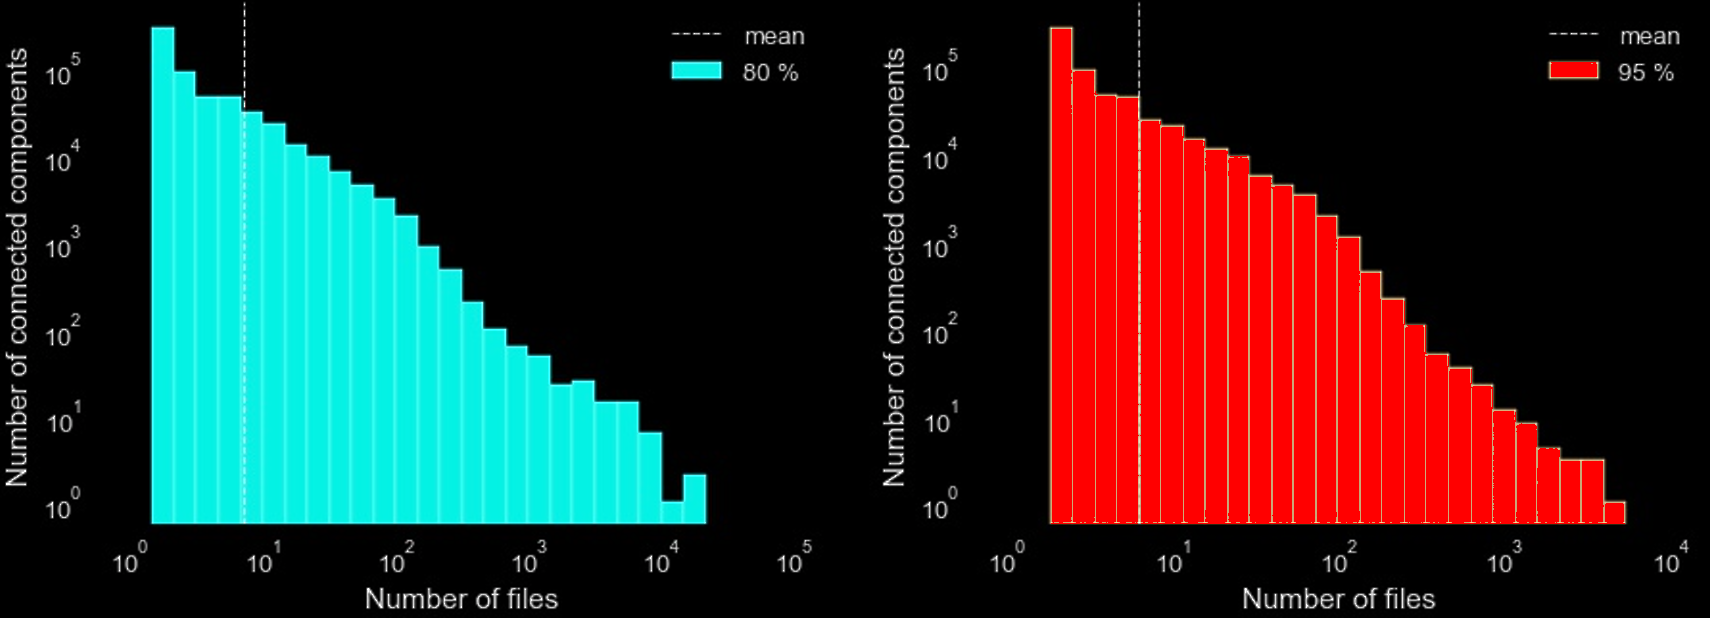 mean
80 %
Number of connected components
10^5
10^4
10^3
10^2
10^1
10^0
10^0 10^1 10^2 10^3 10^4 10^5
Number of files
mean
95 %
Number of connected components
10^5
10^4
10^3
10^2
10^1
10^0
10^0 10^1 10^2 10^3 10^4
Number of files